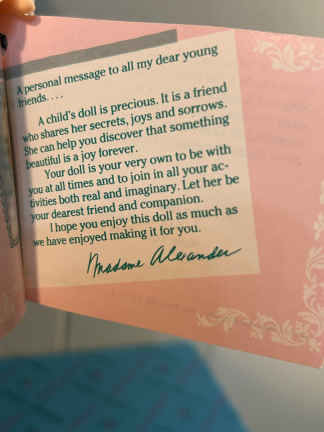 A personal message to all my dear young
friends....
A child's doll is precious. It is a friend
who shares her secrets, joys and sorrows.
She can help you discover that something
beautiful is a joy forever.
Your doll is your very own to be with
you at all times and to join in all your ac-
tivities both real and imaginary. Let her be
your dearest friend and companion.
I hope you enjoy this doll as much as
we have enjoyed making it for you.
Madame Alexander